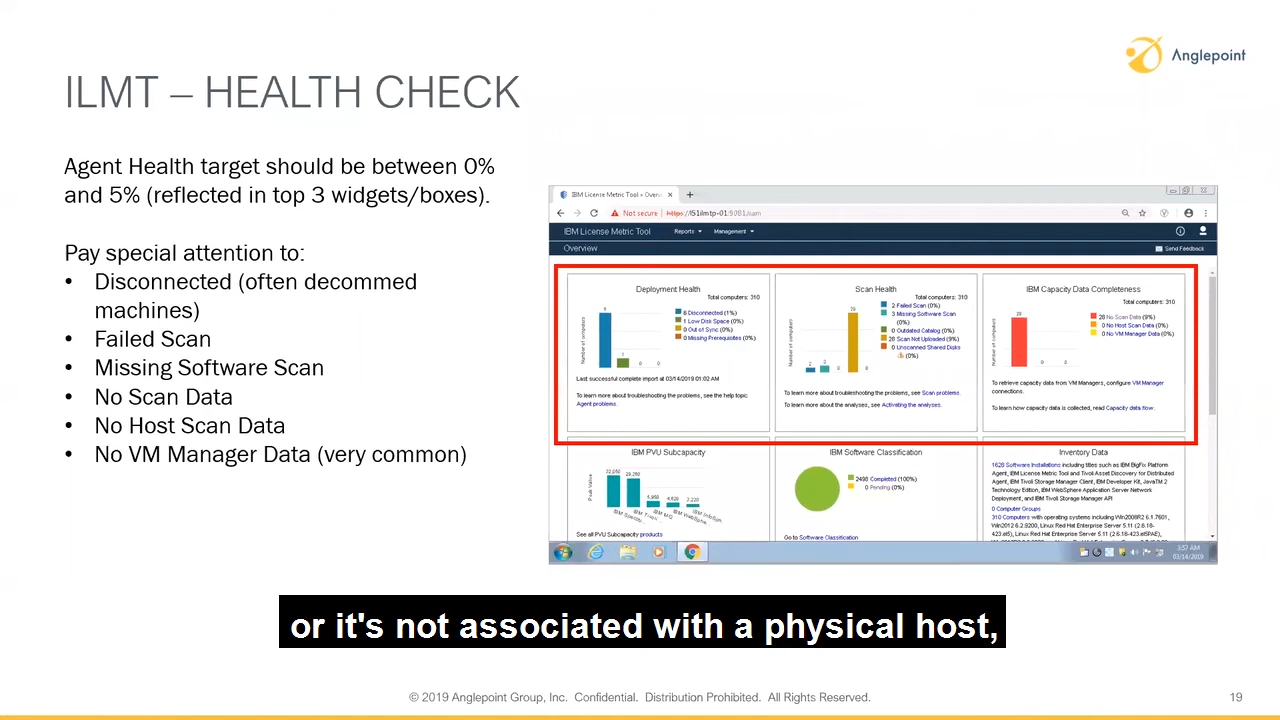 Anglepoint
ILMT – HEALTH CHECK
Agent Health target should be between 0%
and 5% (reflected in top 3 widgets/boxes).
Pay special attention to:
• Disconnected (often decommed
machines)
• Failed Scan
• Missing Software Scan
• No Scan Data
• No Host Scan Data
• No VM Manager Data (very common)
IBM License Metric Tool » Overv
Not secure | https://
IBM License Metric Tool Reports Management
Overview Send Feedback
Deployment Health
Total computers: 310
Number of computers
6 Disconnected (1%)
1 Low Disk Space (0%)
0 Out of Sync (0%)
0 Missing Prerequisites (0%)
Last successful complete import at 03/14/2019 01:02 AM
To learn more about troubleshooting the problems, see the help topic
Agent problems.
Scan Health
Total computers: 310
Number of computers
2 Failed Scan (0%)
3 Missing Software Scan
(0%)
0 Outdated Catalog (0%)
28 Scan Not Uploaded (9%)
0 Unscanned Shared Disks
(0%)
To learn more about troubleshooting the problems, see Scan problems.
To learn more about the analyses, see Activating the analyses.
IBM Capacity Data Completeness
Total computers: 310
Number of computers
28 No Scan Data (9%)
0 No Host Scan Data (0%)
0 No VM Manager Data (0%)
To retrieve capacity data from VM Managers, configure VM Manager
connections.
To learn how capacity data is collected, read Capacity data flow.
IBM PVU Subcapacity
Peak Value
See all PVU Subcapacity products
IBM Software Classification
2498 Completed (100%)
0 Pending (0%)
Go to Software Classification
Inventory Data
1628 Software Installations including titles such as IBM BigFix Platform
Agent, IBM License Metric Tool and Tivoli Asset Discovery for Distributed
Agent, IBM Tivoli Storage Manager Client, IBM Developer Kit, JavaTM 2
Technology Edition, IBM WebSphere Application Server Network
Deployment, and IBM Tivoli Storage Manager API
0 Computer Groups
310 Computers with operating systems including Win2008R2 6.1.7601,
Win2012 6.2.9200, Linux Red Hat Enterprise Server 5.11 (2.6.18-
423.el5), Linux Red Hat Enterprise Server 5.11 (2.6.18-423.el5PAE),
3:57 AM
03/14/2019
or it's not associated with a physical host,
© 2019 Anglepoint Group, Inc. Confidential. Distribution Prohibited. All Rights Reserved.
19